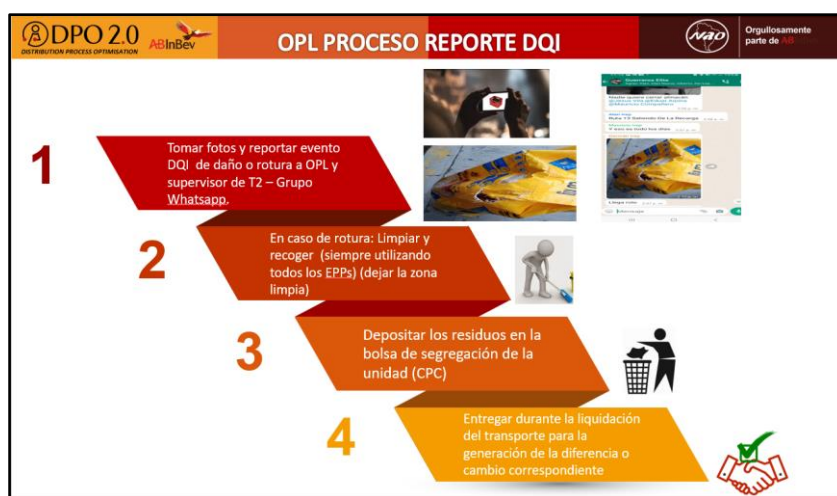 DPO 2.0
DISTRIBUTION PROCESS OPTIMISATION
ABInBev
OPL PROCESO REPORTE DQI
NAO
Orgullosamente
parte de AB
1
Tomar fotos y reportar evento
DQI de daño o rotura a OPL y
supervisor de T2 – Grupo
Whatsapp.
2
En caso de rotura: Limpiar y
recoger (siempre utilizando
todos los EPPs) (dejar la zona
limpia)
3
Depositar los residuos en la
bolsa de segregación de la
unidad (CPC)
4
Entregar durante la liquidación
del transporte para la
generación de la diferencia o
cambio correspondiente